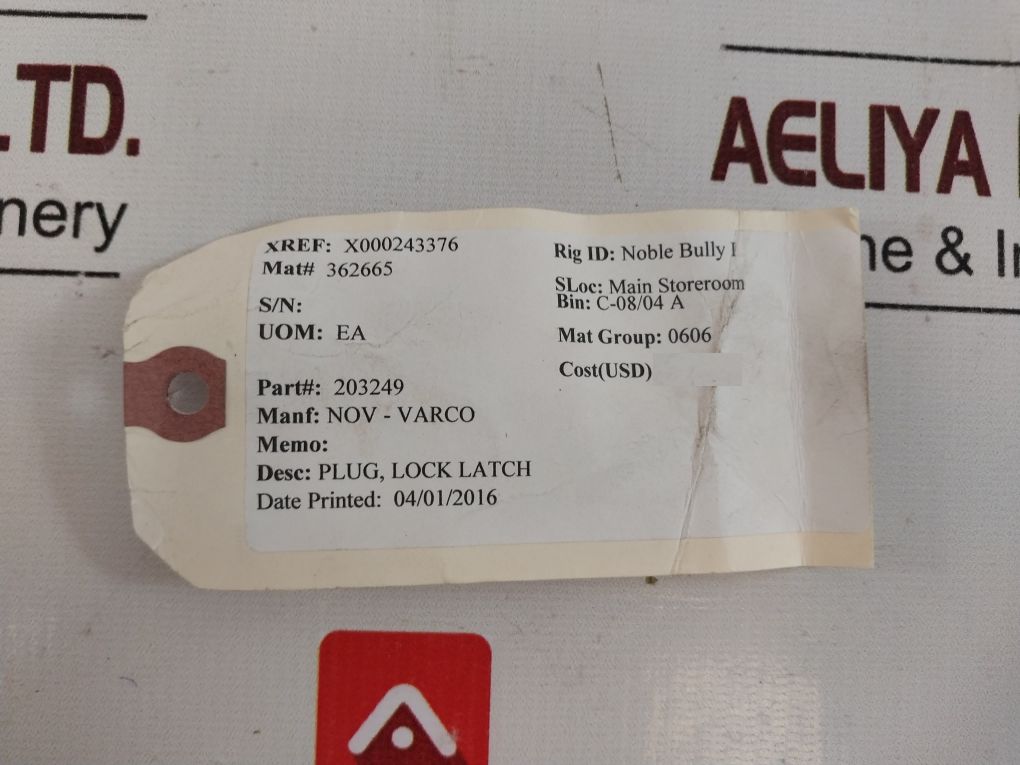 LTD.
nery
AELIYA
ne & In
XREF: X000243376
Mat# 362665
S/N:
UOM: EA
Part#: 203249
Manf: NOV - VARCO
Memo:
Desc: PLUG, LOCK LATCH
Date Printed: 04/01/2016
Rig ID: Noble Bully I
SLoc: Main Storeroom
Bin: C-08/04 A
Mat Group: 0606
Cost(USD)